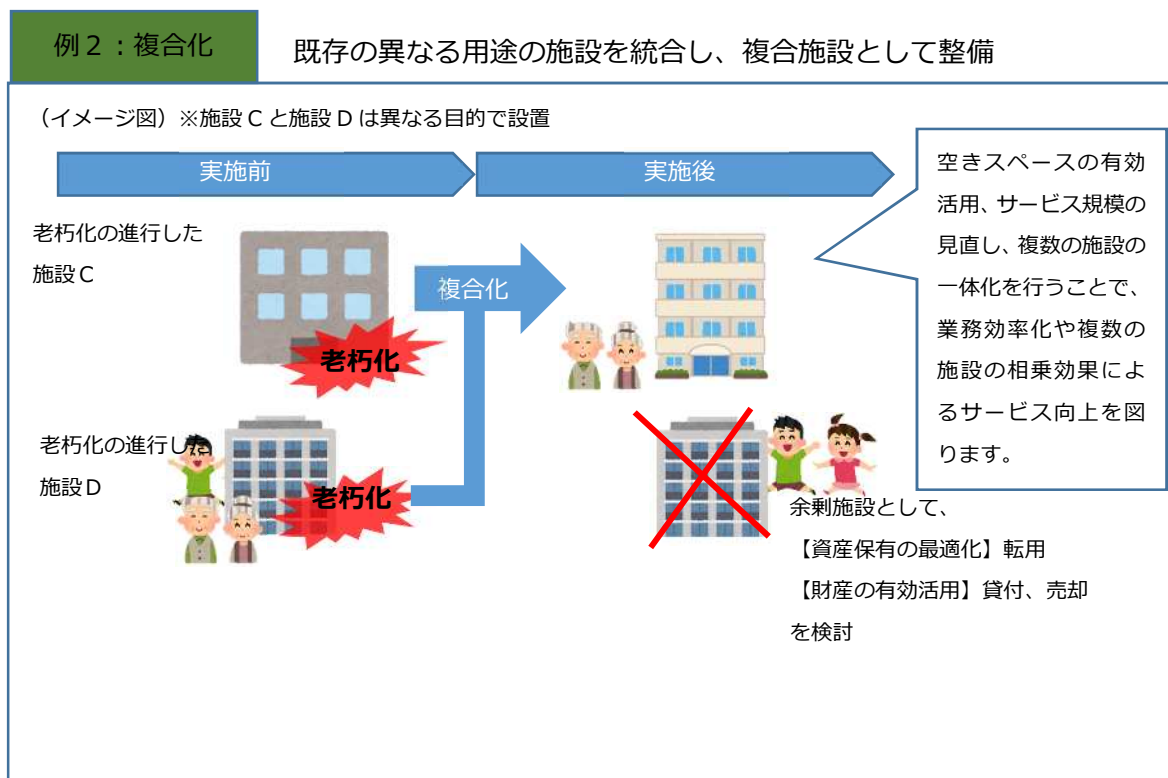 例２：複合化
既存の異なる用途の施設を統合し、複合施設として整備
（イメージ図）※施設Ｃと施設Ｄは異なる目的で設置
実施前
実施後
老朽化の進行した
施設Ｃ
老朽化
複合化
老朽化の進行した
施設Ｄ
老朽化
空きスペースの有効
活用、サービス規模の
見直し、複数の施設の
一体化を行うことで、
業務効率化や複数の
施設の相乗効果によ
るサービス向上を図
ります。
余剰施設として、
【資産保有の最適化】転用
【財産の有効活用】貸付、売却
を検討